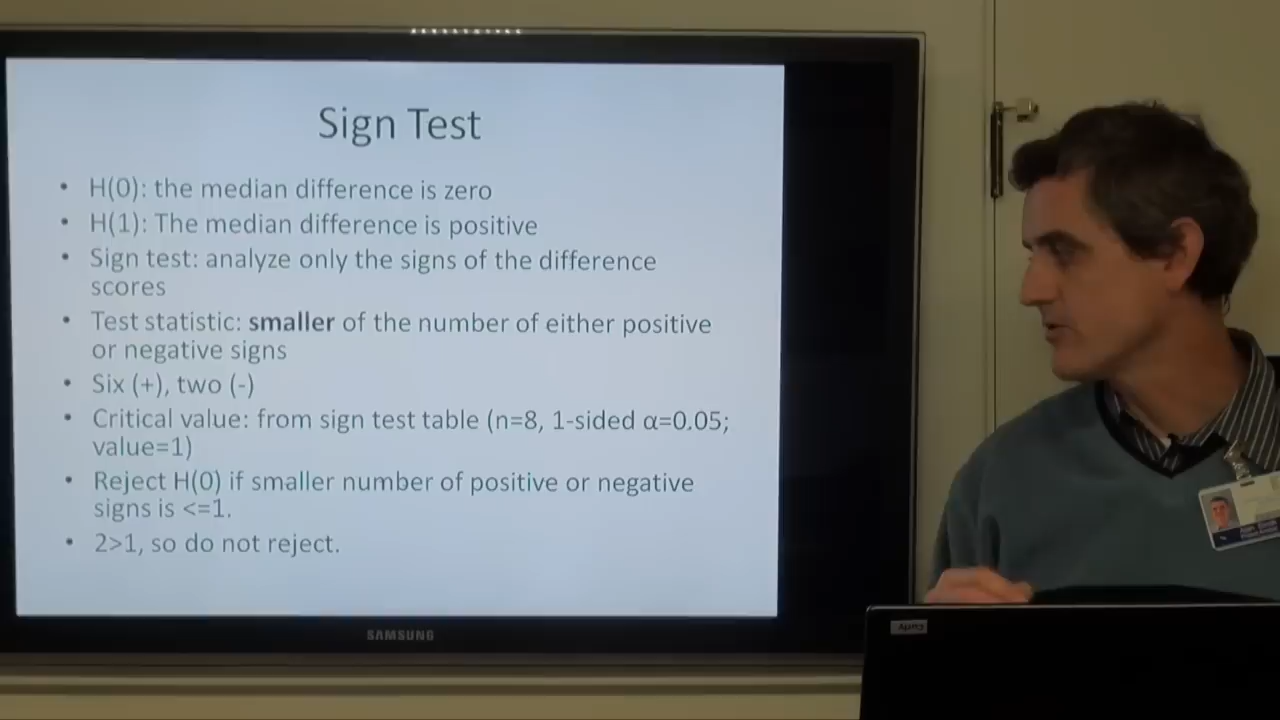 Sign Test
• H(0): the median difference is zero
• H(1): The median difference is positive
• Sign test: analyze only the signs of the difference
scores
• Test statistic: smaller of the number of either positive
or negative signs
• Six (+), two (-)
• Critical value: from sign test table (n=8, 1-sided α=0.05;
value=1)
• Reject H(0) if smaller number of positive or negative
signs is <=1.
• 2>1, so do not reject.
SAMSUNG